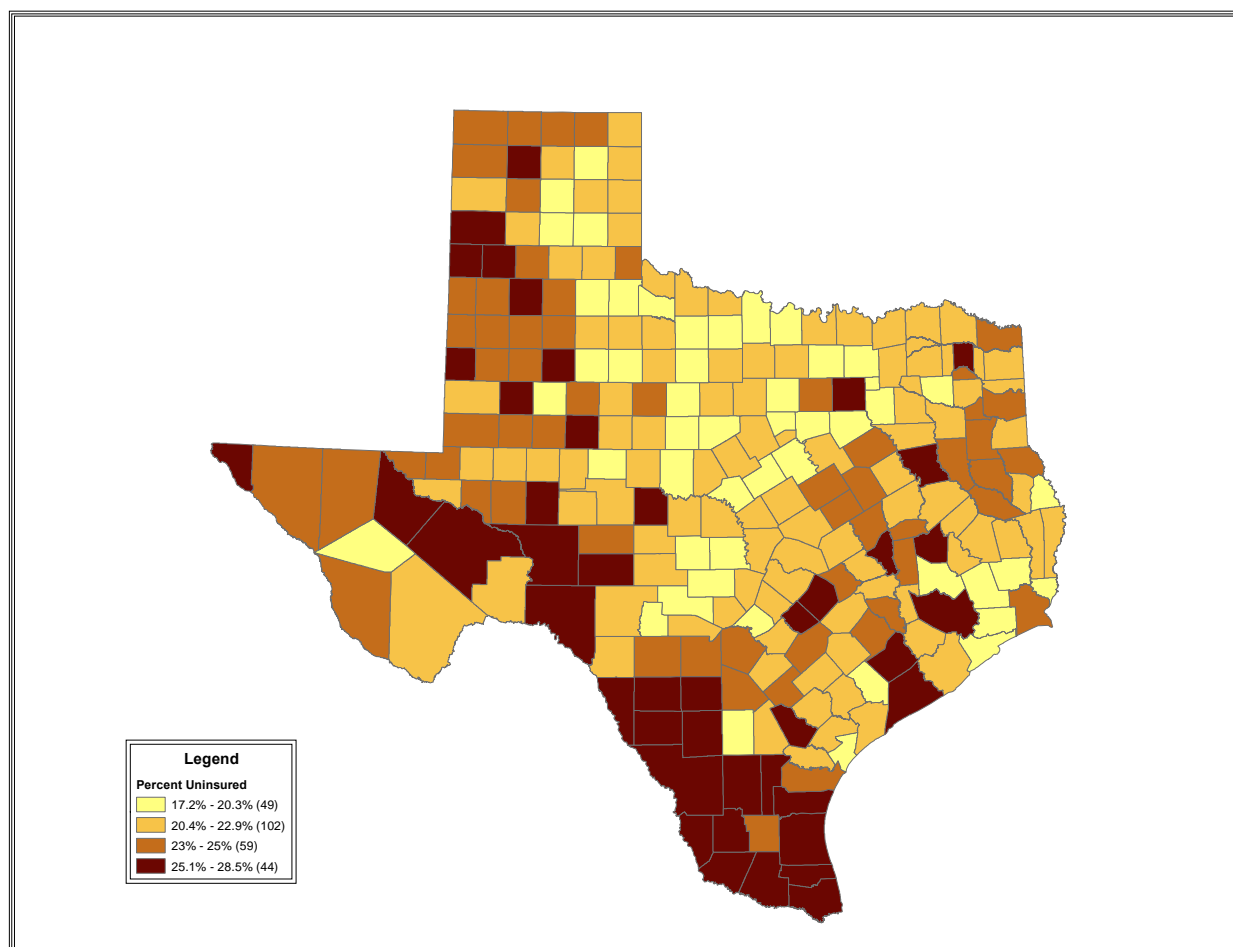 Legend
Percent Uninsured
17.2% - 20.3% (49)
20.4% - 22.9% (102)
23% - 25% (59)
25.1% - 28.5% (44)